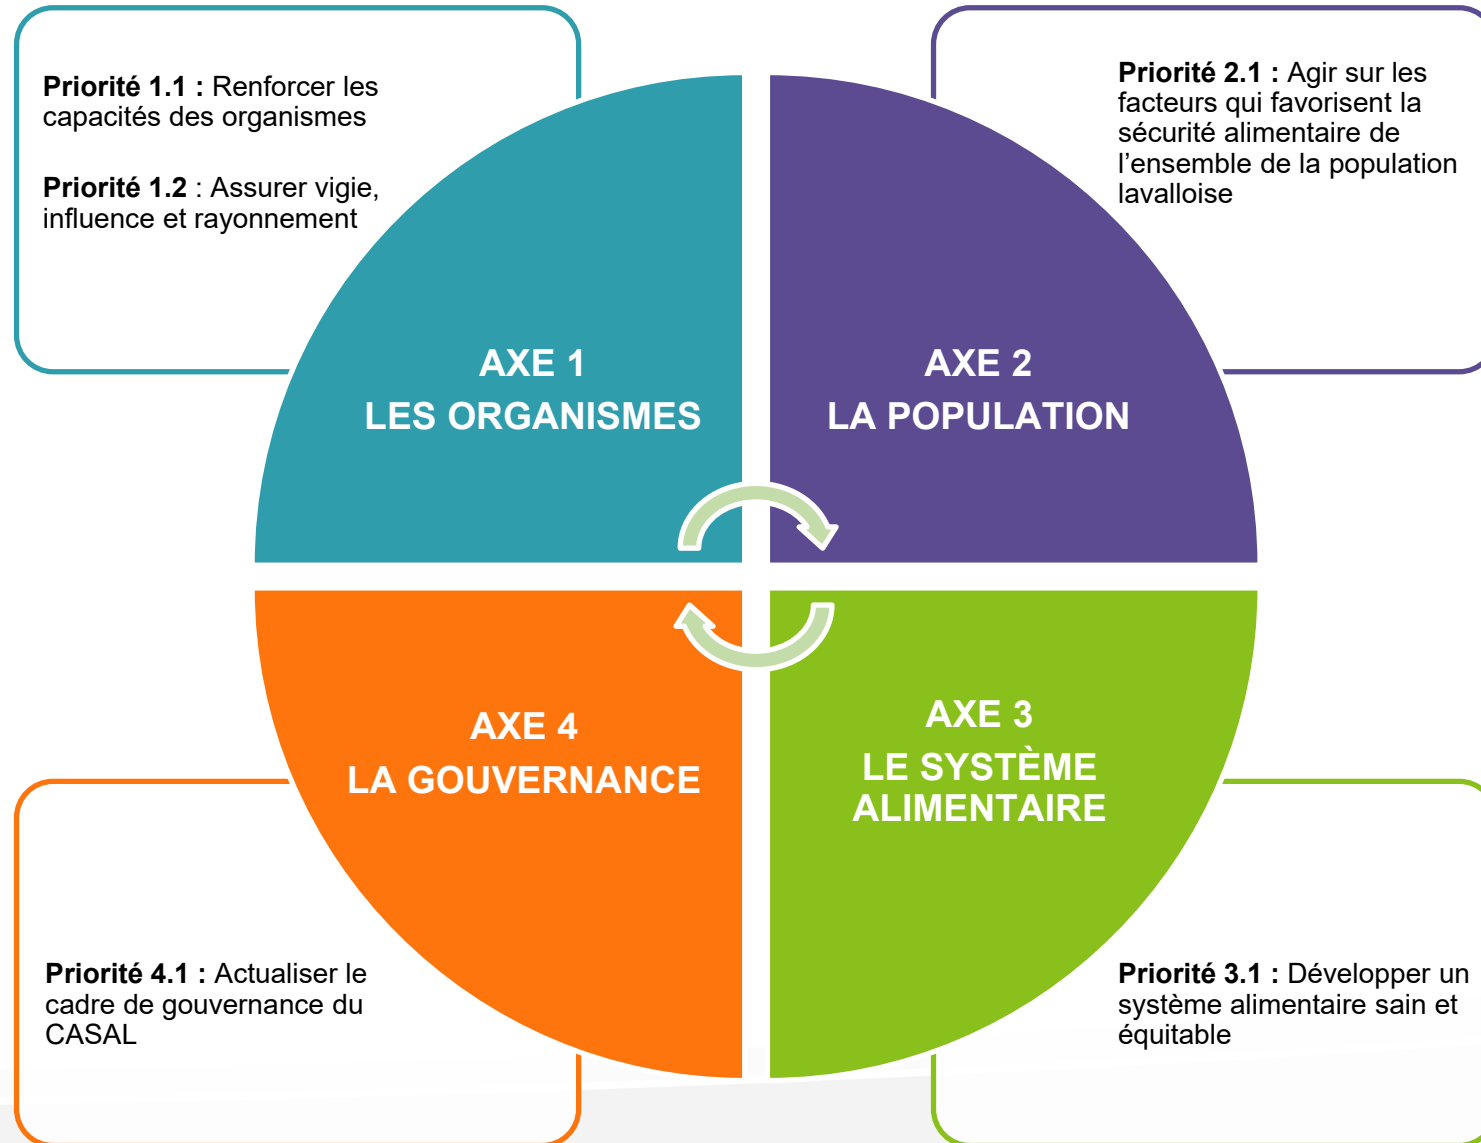 Priorité 1.1 : Renforcer les
capacités des organismes
Priorité 1.2 : Assurer vigie,
influence et rayonnement
Priorité 2.1 : Agir sur les
facteurs qui favorisent la
sécurité alimentaire de
l’ensemble de la population
lavalloise
AXE 1
LES ORGANISMES
AXE 2
LA POPULATION
AXE 4
LA GOUVERNANCE
AXE 3
LE SYSTÈME
ALIMENTAIRE
Priorité 4.1 : Actualiser le
cadre de gouvernance du
CASAL
Priorité 3.1 : Développer un
système alimentaire sain et
équitable